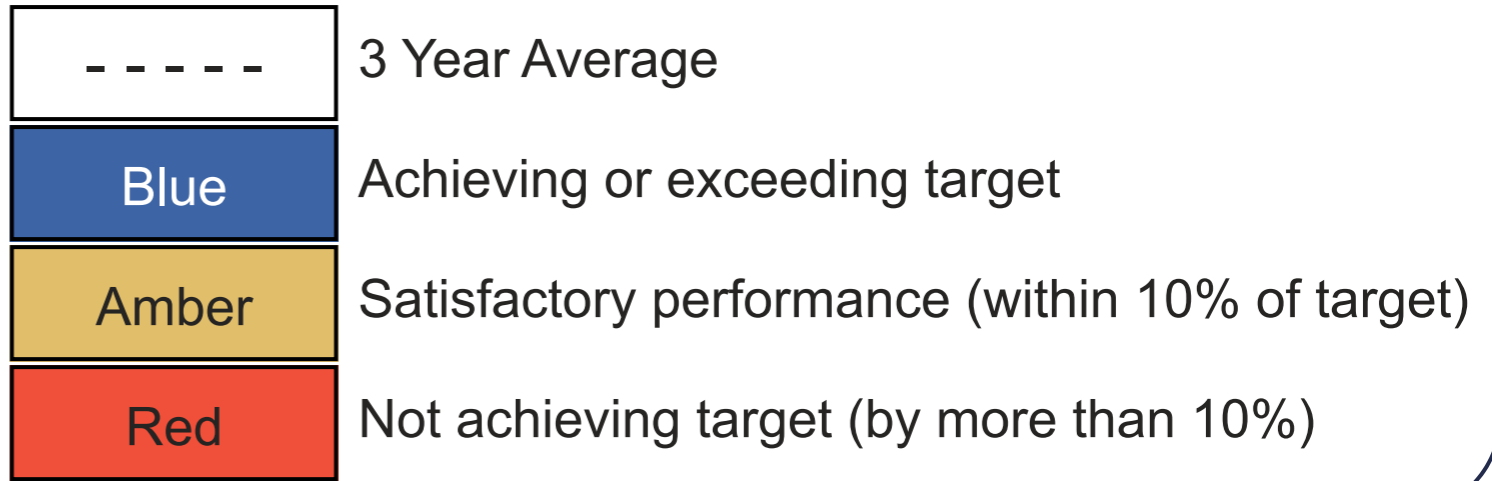 - - - - - 3 Year Average
Blue Achieving or exceeding target
Amber Satisfactory performance (within 10% of target)
Red Not achieving target (by more than 10%)